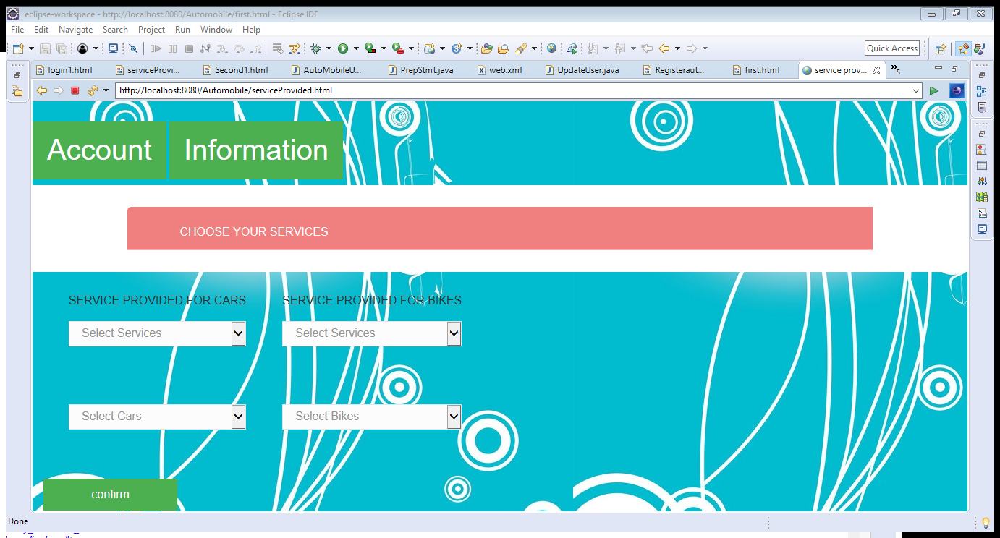 eclipse-workspace - http://localhost:8080/Automobile/first.html - Eclipse IDE
File Edit Navigate Search Project Run Window Help
Quick Access
login1.html serviceProvi... Second1.html AutoMobileU... PrepStmt.java web.xml UpdateUser.java Registeraut... first.html service prov... »5
http://localhost:8080/Automobile/serviceProvided.html
Account Information
CHOOSE YOUR SERVICES
SERVICE PROVIDED FOR CARS SERVICE PROVIDED FOR BIKES
Select Services Select Services
Select Cars Select Bikes
confirm
Done